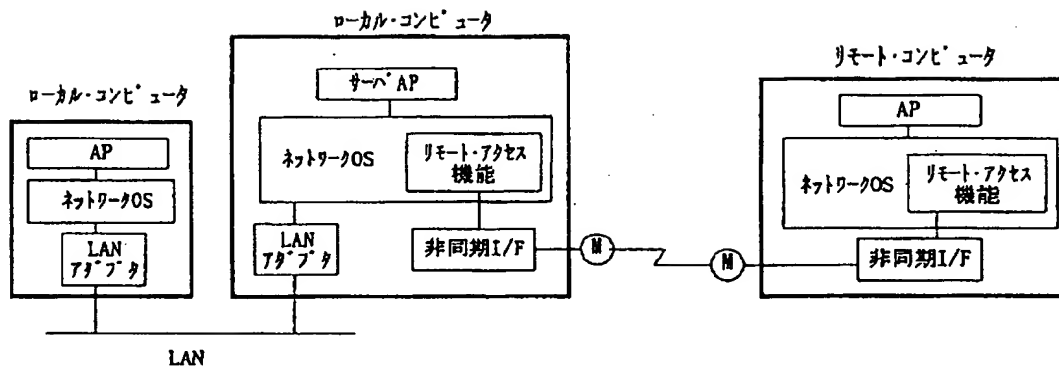 ローカル・コンピュータ
AP
ネットワークOS
LAN
アダプタ
ローカル・コンピュータ
サーバAP
ネットワークOS
リモート・アクセス
機能
LAN
アダプタ
非同期I/F
M
M
リモート・コンピュータ
AP
ネットワークOS
リモート・アクセス
機能
非同期I/F
LAN